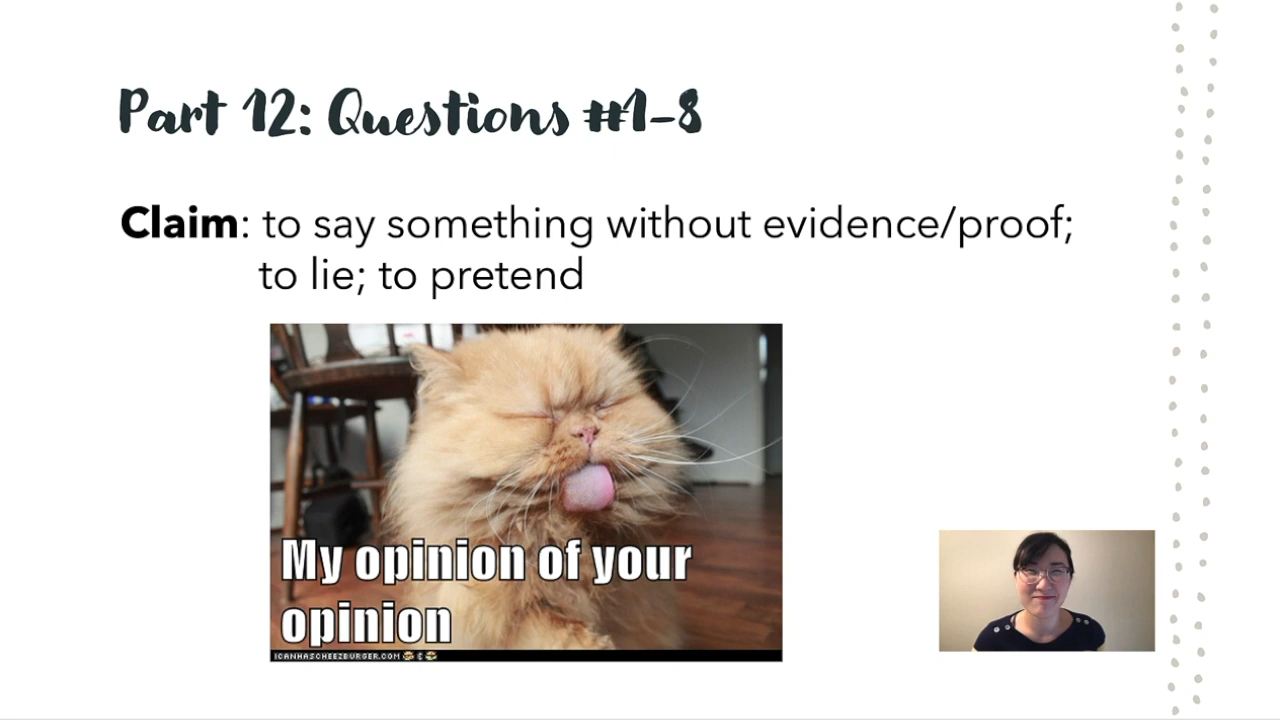 Part 12: Questions #1-8
Claim: to say something without evidence/proof;
to lie; to pretend
My opinion of your
opinion
ICANHASCHEEZBURGER.COM